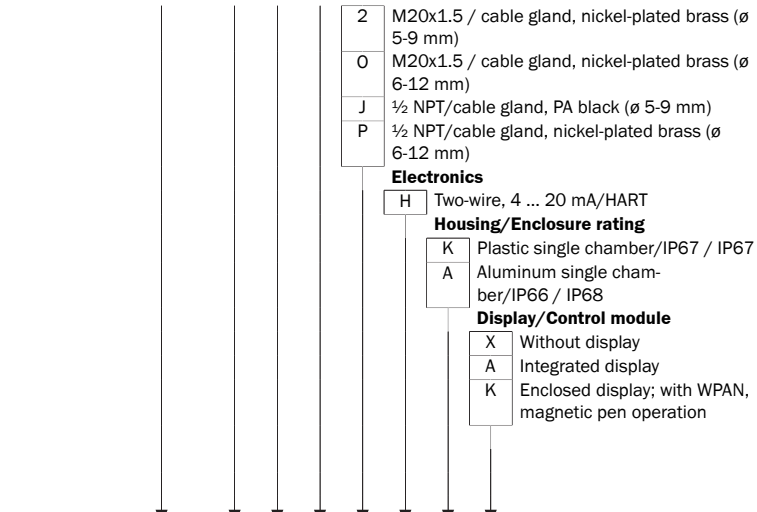 2 M20x1.5 / cable gland, nickel-plated brass (ø
5-9 mm)
O M20x1.5 / cable gland, nickel-plated brass (ø
6-12 mm)
J ½ NPT/cable gland, PA black (ø 5-9 mm)
P ½ NPT/cable gland, nickel-plated brass (ø
6-12 mm)
Electronics
H Two-wire, 4 ... 20 mA/HART
Housing/Enclosure rating
K Plastic single chamber/IP67 / IP67
A Aluminum single cham-
ber/IP66 / IP68
Display/Control module
X Without display
A Integrated display
K Enclosed display; with WPAN,
magnetic pen operation